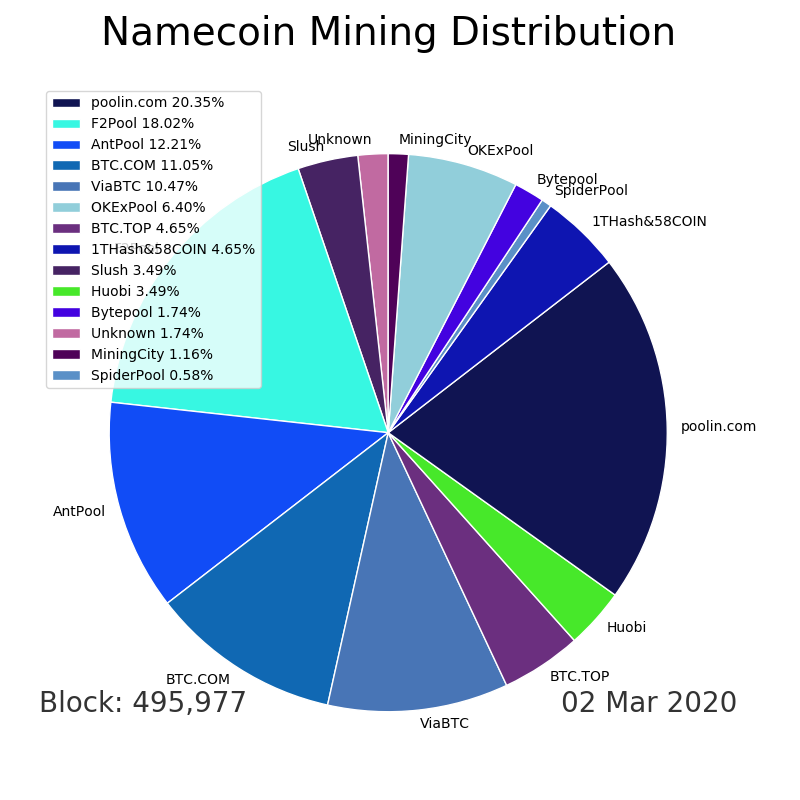 Namecoin Mining Distribution
poolin.com 20.35%
F2Pool 18.02%
AntPool 12.21%
BTC.COM 11.05%
ViaBTC 10.47%
OKExPool 6.40%
BTC.TOP 4.65%
1THash&58COIN 4.65%
Slush 3.49%
Huobi 3.49%
Bytepool 1.74%
Unknown 1.74%
MiningCity 1.16%
SpiderPool 0.58%
Slush
Unknown
MiningCity
OKExPool
Bytepool
SpiderPool
1THash&58COIN
poolin.com
AntPool
Huobi
BTC.COM
BTC.TOP
ViaBTC
Block: 495,977
02 Mar 2020